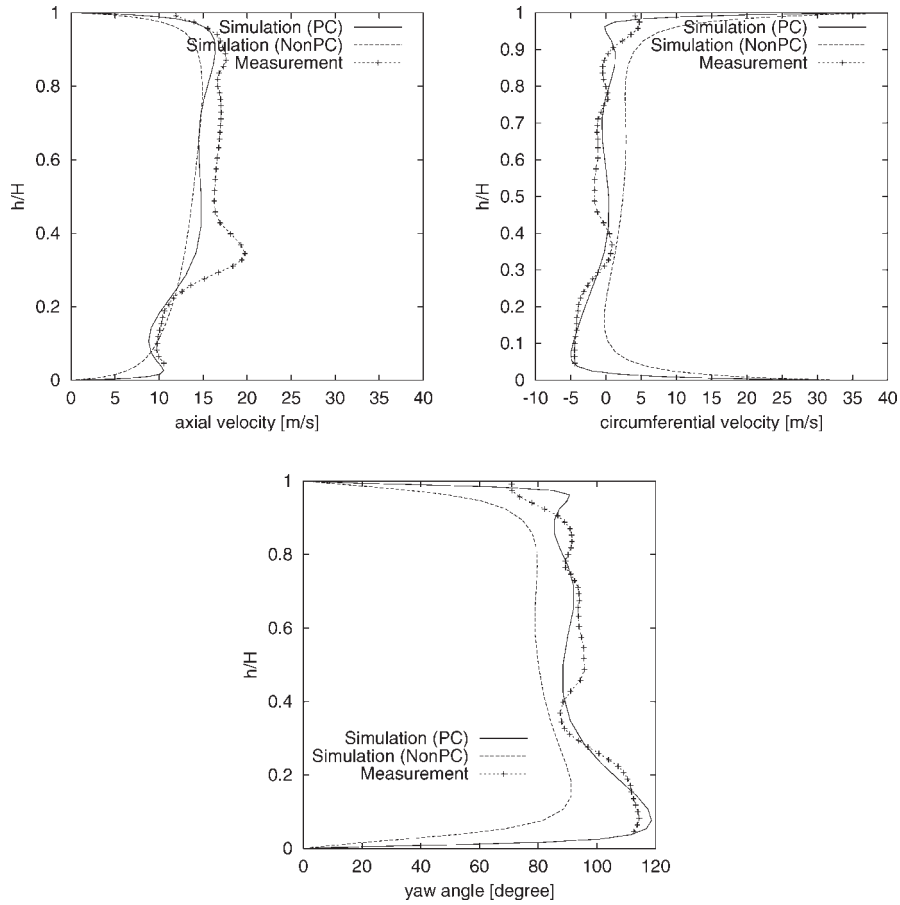 1
0.8
0.6
0.4
0.2
0
h/H
Simulation (PC)
Simulation (NonPC)
Measurement
0 5 10 15 20 25 30 35 40
axial velocity [m/s]
1
0.9
0.8
0.7
0.6
0.5
0.4
0.3
0.2
0.1
0
h/H
Simulation (PC)
Simulation (NonPC)
Measurement
-10 -5 0 5 10 15 20 25 30 35 40
circumferential velocity [m/s]
1
0.8
0.6
0.4
0.2
0
h/H
Simulation (PC)
Simulation (NonPC)
Measurement
0 20 40 60 80 100 120
yaw angle [degree]